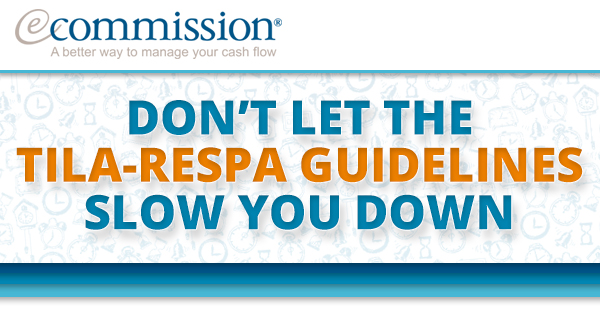 ecommission®
A better way to manage your cash flow
DON'T LET THE
TILA-RESPA GUIDELINES
SLOW YOU DOWN